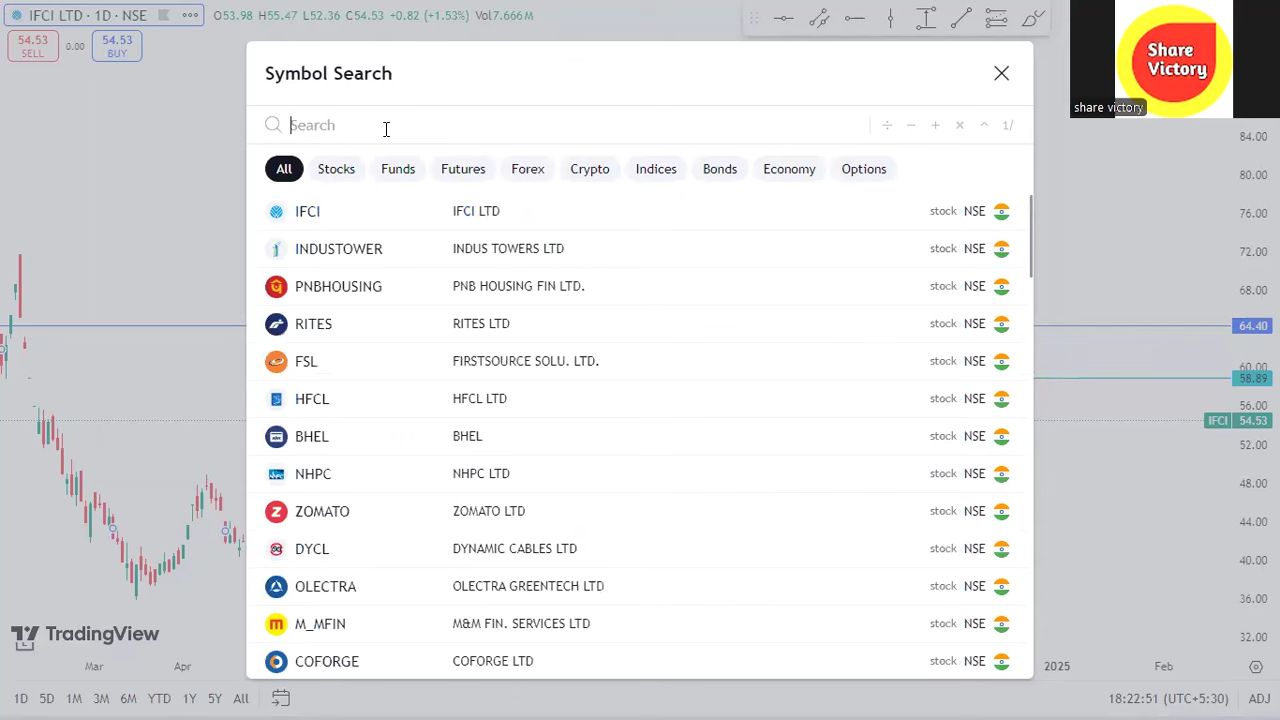 IFCI LTD · 1D · NSE
O53.98 H55.47 L52.36 C54.53 +0.82 (+1.53%) Vol7.666M
54.53
SELL
0.00
54.53
BUY
Share
Victory
share victory
Symbol Search
Search
1/
All Stocks Funds Futures Forex Crypto Indices Bonds Economy Options
IFCI IFCI LTD stock NSE
INDUSTOWER INDUS TOWERS LTD stock NSE
PNBHOUSING PNB HOUSING FIN LTD. stock NSE
RITES RITES LTD stock NSE
FSL FIRSTSOURCE SOLU. LTD. stock NSE
HFCL HFCL LTD stock NSE
BHEL BHEL stock NSE
NHPC NHPC LTD stock NSE
ZOMATO ZOMATO LTD stock NSE
DYCL DYNAMIC CABLES LTD stock NSE
OLECTRA OLECTRA GREENTECH LTD stock NSE
M_MFIN M&M FIN. SERVICES LTD stock NSE
COFORGE COFORGE LTD stock NSE
84.00
80.00
76.00
72.00
68.00
64.40
60.00
58.89
56.00
IFCI 54.53
52.00
48.00
44.00
40.00
36.00
32.00
TradingView
Mar Apr 2025 Feb
1D 5D 1M 3M 6M YTD 1Y 5Y All
18:22:51 (UTC+5:30) ADJ